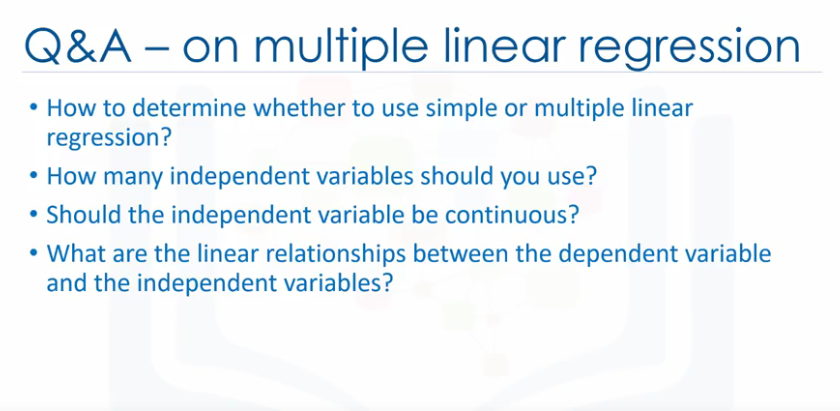 Q&A – on multiple linear regression
• How to determine whether to use simple or multiple linear
regression?
• How many independent variables should you use?
• Should the independent variable be continuous?
• What are the linear relationships between the dependent variable
and the independent variables?